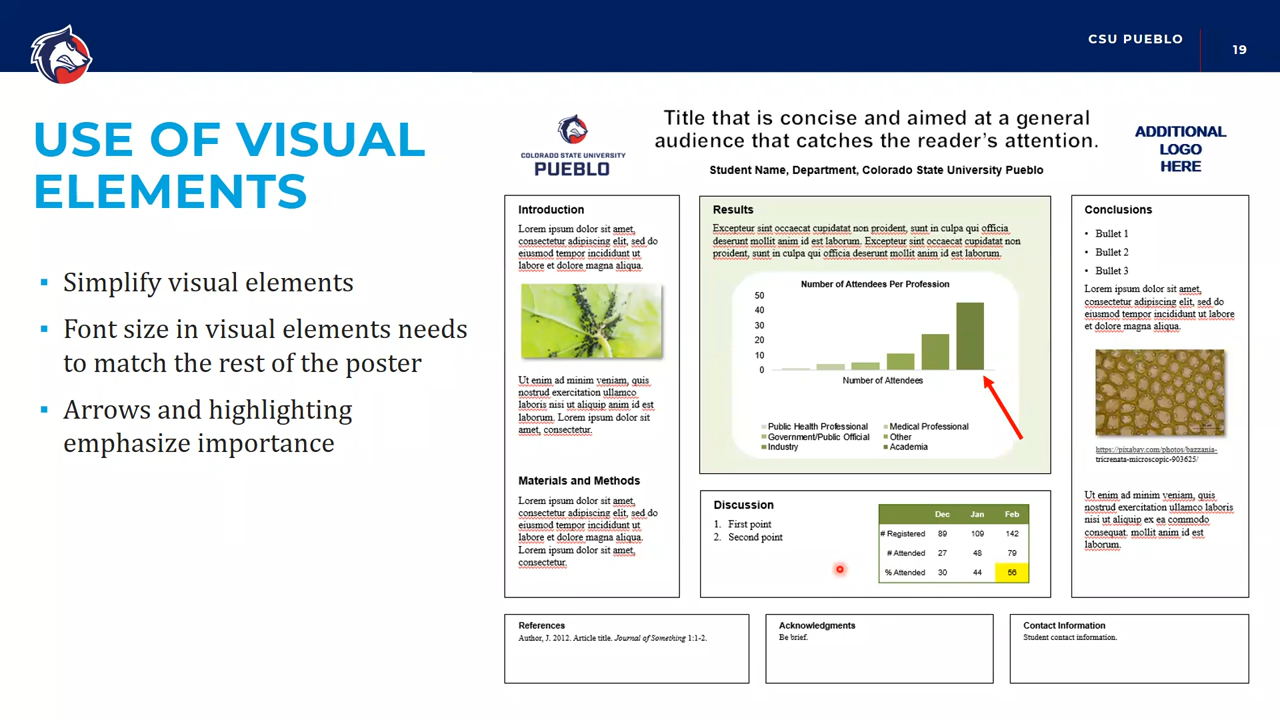 CSU PUEBLO
19
USE OF VISUAL
ELEMENTS
▪ Simplify visual elements
▪ Font size in visual elements needs
to match the rest of the poster
▪ Arrows and highlighting
emphasize importance
COLORADO STATE UNIVERSITY
PUEBLO
Title that is concise and aimed at a general
audience that catches the reader's attention.
Student Name, Department, Colorado State University Pueblo
ADDITIONAL
LOGO
HERE
Introduction
Lorem ipsum dolor sit amet,
consectetur adipiscing elit, sed do
eiusmod tempor incididunt ut
labore et dolore magna aliqua.
Ut enim ad minim veniam, quis
nostrud exercitation ullamco
laboris nisi ut aliquip anim id est
laborum. Lorem ipsum dolor sit
amet, consectetur.
Materials and Methods
Lorem ipsum dolor sit amet,
consectetur adipiscing elit, sed do
eiusmod tempor incididunt ut
labore et dolore magna aliqua.
Lorem ipsum dolor sit amet,
consectetur.
Results
Excepteur sint occaecat cupidatat non proident, sunt in culpa qui officia
deserunt mollit anim id est laborum. Excepteur sint occaecat cupidatat non
proident, sunt in culpa qui officia deserunt mollit anim id est laborum.
Number of Attendees Per Profession
50
40
30
20
10
0
Number of Attendees
Public Health Professional Medical Professional
Government/Public Official Other
Industry Academia
Discussion
1. First point
2. Second point
Dec Jan Feb
# Registered 89 109 142
# Attended 27 48 79
% Attended 30 44 56
Conclusions
• Bullet 1
• Bullet 2
• Bullet 3
Lorem ipsum dolor sit amet,
consectetur adipiscing elit, sed do
eiusmod tempor incididunt ut labore
et dolore magna aliqua.
https://pixabay.com/photos/bazzania-
tricrenata-microscopic-903625/
Ut enim ad minim veniam, quis
nostrud exercitation ullamco laboris
nisi ut aliquip ex ea commodo
consequat. mollit anim id est
laborum.
References
Author, J. 2012. Article title. Journal of Something 1:1-2.
Acknowledgments
Be brief.
Contact Information
Student contact information.